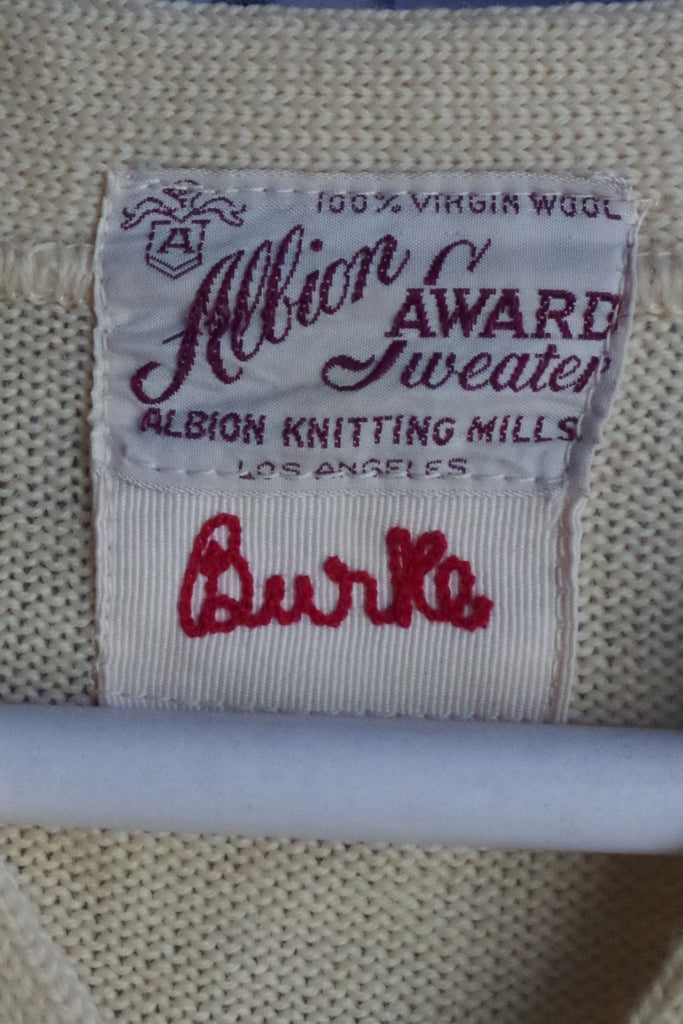 100% VIRGIN WOOL
A
Albion
AWARD
Sweater
ALBION KNITTING MILLS
LOS ANGELES
Burke